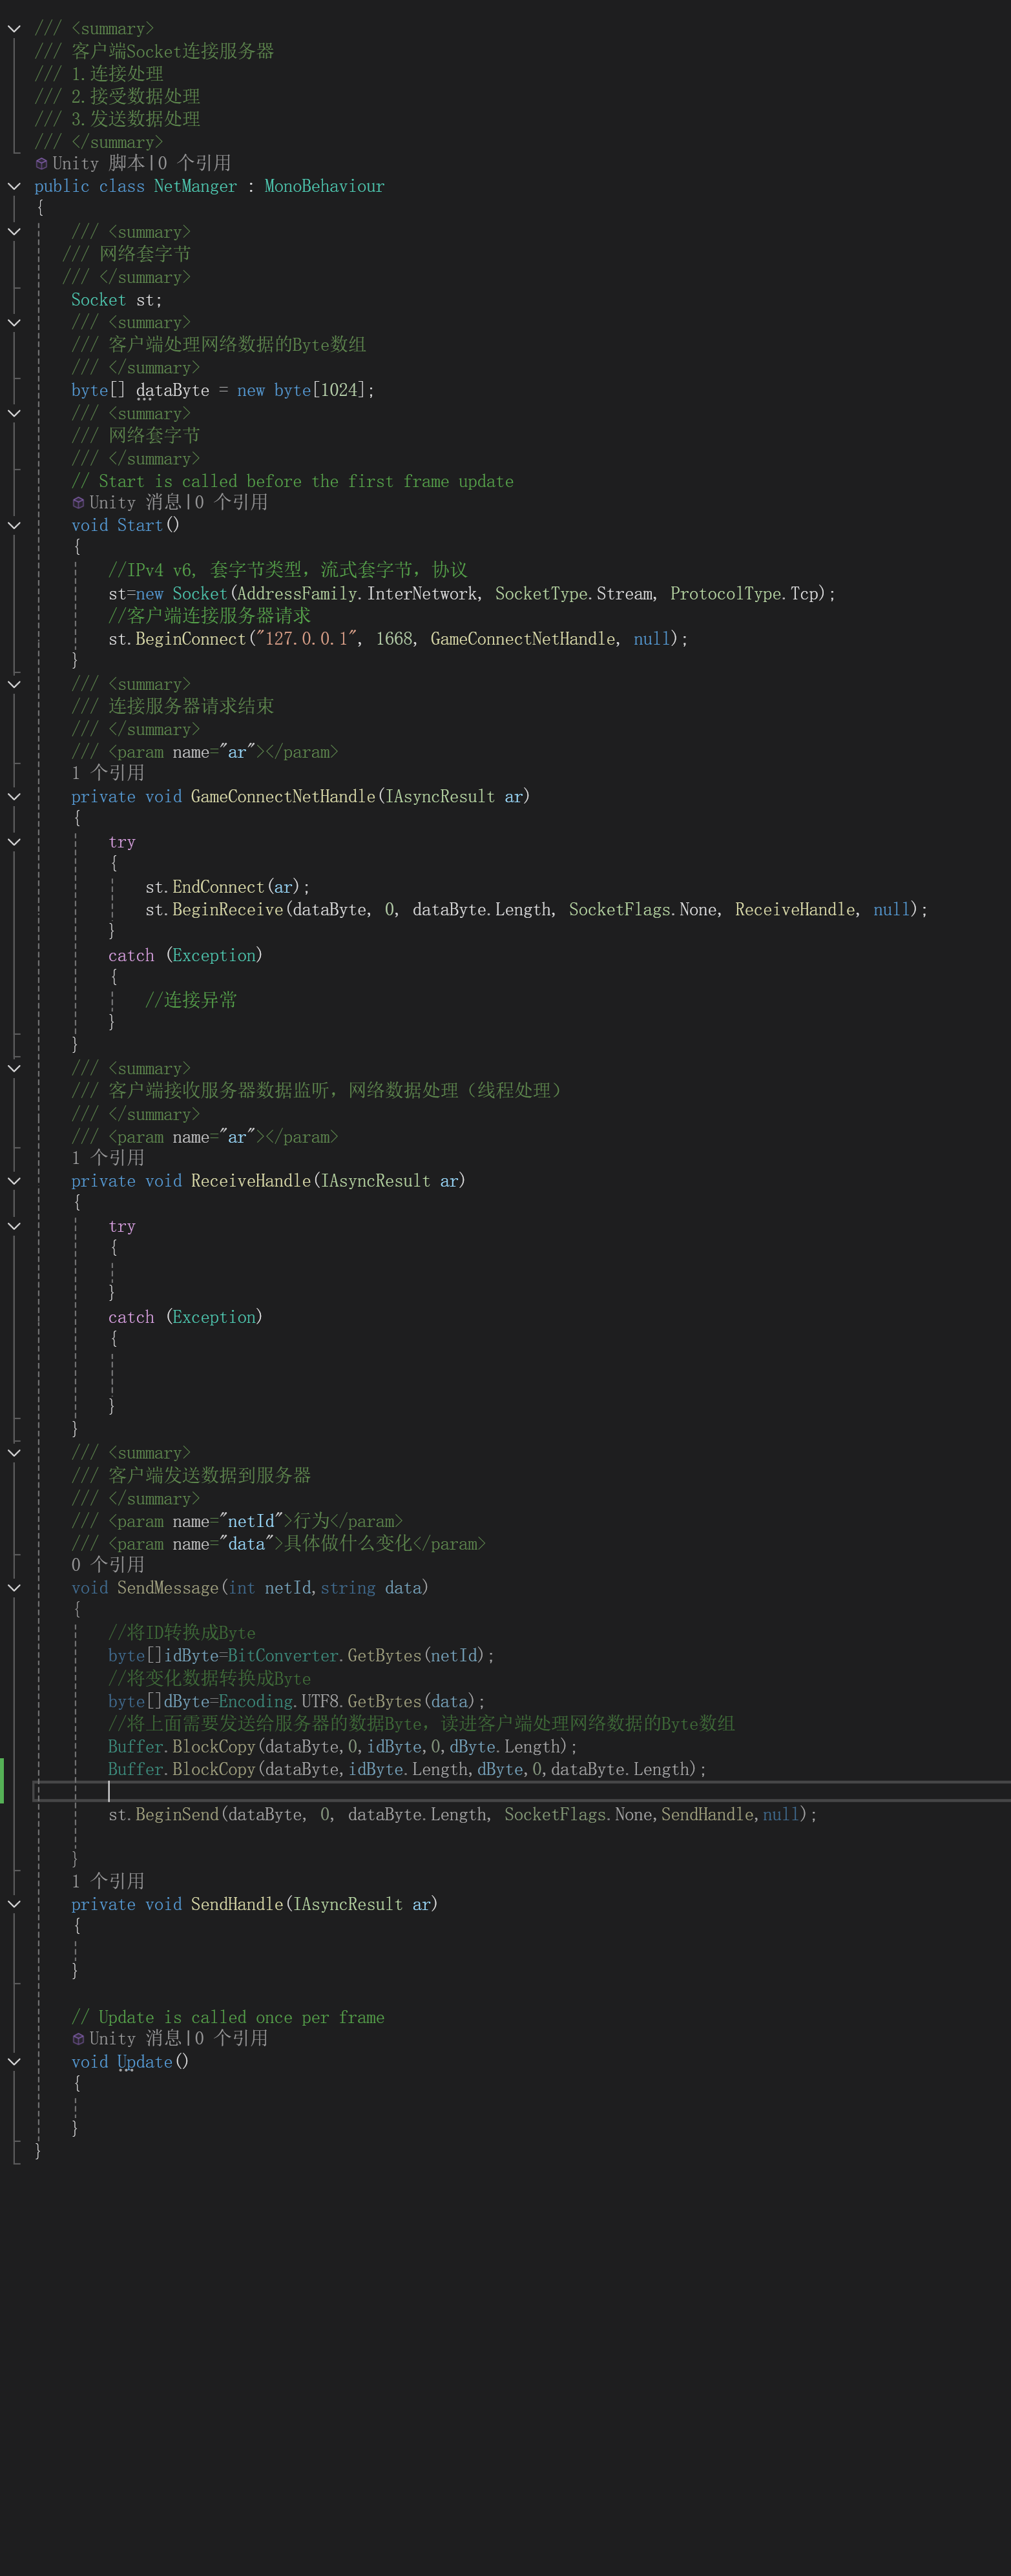 /// <summary>
/// 客户端Socket连接服务器
/// 1.连接处理
/// 2.接受数据处理
/// 3.发送数据处理
/// </summary>
Unity 脚本|0 个引用
public class NetManger : MonoBehaviour
{
/// <summary>
/// 网络套字节
/// </summary>
Socket st;
/// <summary>
/// 客户端处理网络数据的Byte数组
/// </summary>
byte[] dataByte = new byte[1024];
/// <summary>
/// 网络套字节
/// </summary>
// Start is called before the first frame update
Unity 消息|0 个引用
void Start()
{
//IPv4 v6, 套字节类型，流式套字节，协议
st=new Socket(AddressFamily.InterNetwork, SocketType.Stream, ProtocolType.Tcp);
//客户端连接服务器请求
st.BeginConnect("127.0.0.1", 1668, GameConnectNetHandle, null);
}
/// <summary>
/// 连接服务器请求结束
/// </summary>
/// <param name="ar"></param>
1 个引用
private void GameConnectNetHandle(IAsyncResult ar)
{
try
{
st.EndConnect(ar);
st.BeginReceive(dataByte, 0, dataByte.Length, SocketFlags.None, ReceiveHandle, null);
}
catch (Exception)
{
//连接异常
}
}
/// <summary>
/// 客户端接收服务器数据监听，网络数据处理（线程处理）
/// </summary>
/// <param name="ar"></param>
1 个引用
private void ReceiveHandle(IAsyncResult ar)
{
try
{
}
catch (Exception)
{
}
}
/// <summary>
/// 客户端发送数据到服务器
/// </summary>
/// <param name="netId">行为</param>
/// <param name="data">具体做什么变化</param>
0 个引用
void SendMessage(int netId,string data)
{
//将ID转换成Byte
byte[]idByte=BitConverter.GetBytes(netId);
//将变化数据转换成Byte
byte[]dByte=Encoding.UTF8.GetBytes(data);
//将上面需要发送给服务器的数据Byte，读进客户端处理网络数据的Byte数组
Buffer.BlockCopy(dataByte,0,idByte,0,dByte.Length);
Buffer.BlockCopy(dataByte,idByte.Length,dByte,0,dataByte.Length);
st.BeginSend(dataByte, 0, dataByte.Length, SocketFlags.None,SendHandle,null);
}
1 个引用
private void SendHandle(IAsyncResult ar)
{
}
// Update is called once per frame
Unity 消息|0 个引用
void Update()
{
}
}